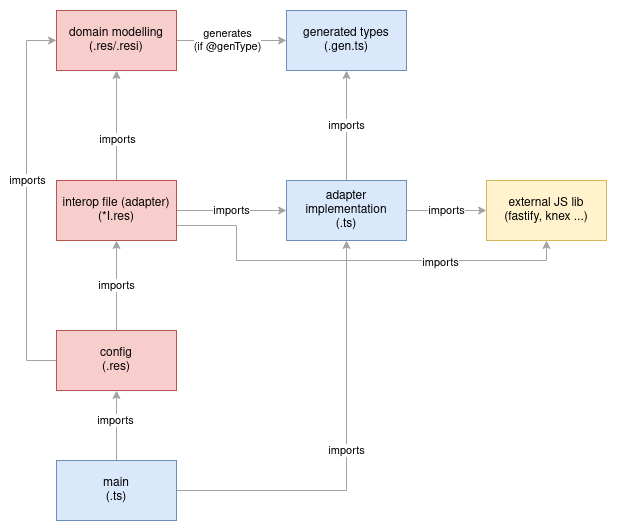 domain modelling
(.res/.resi)
generates
(if @genType)
generated types
(.gen.ts)
imports
imports
imports
interop file (adapter)
(*I.res)
imports
adapter
implementation
(.ts)
imports
external JS lib
(fastify, knex ...)
imports
imports
config
(.res)
imports
imports
main
(.ts)